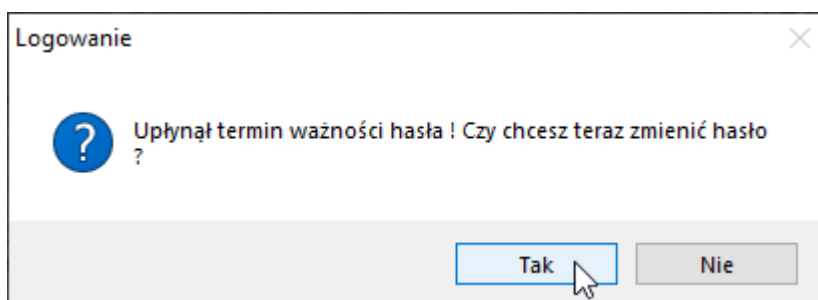 Logowanie
Upłynął termin ważności hasła ! Czy chcesz teraz zmienić hasło
?
Tak
Nie